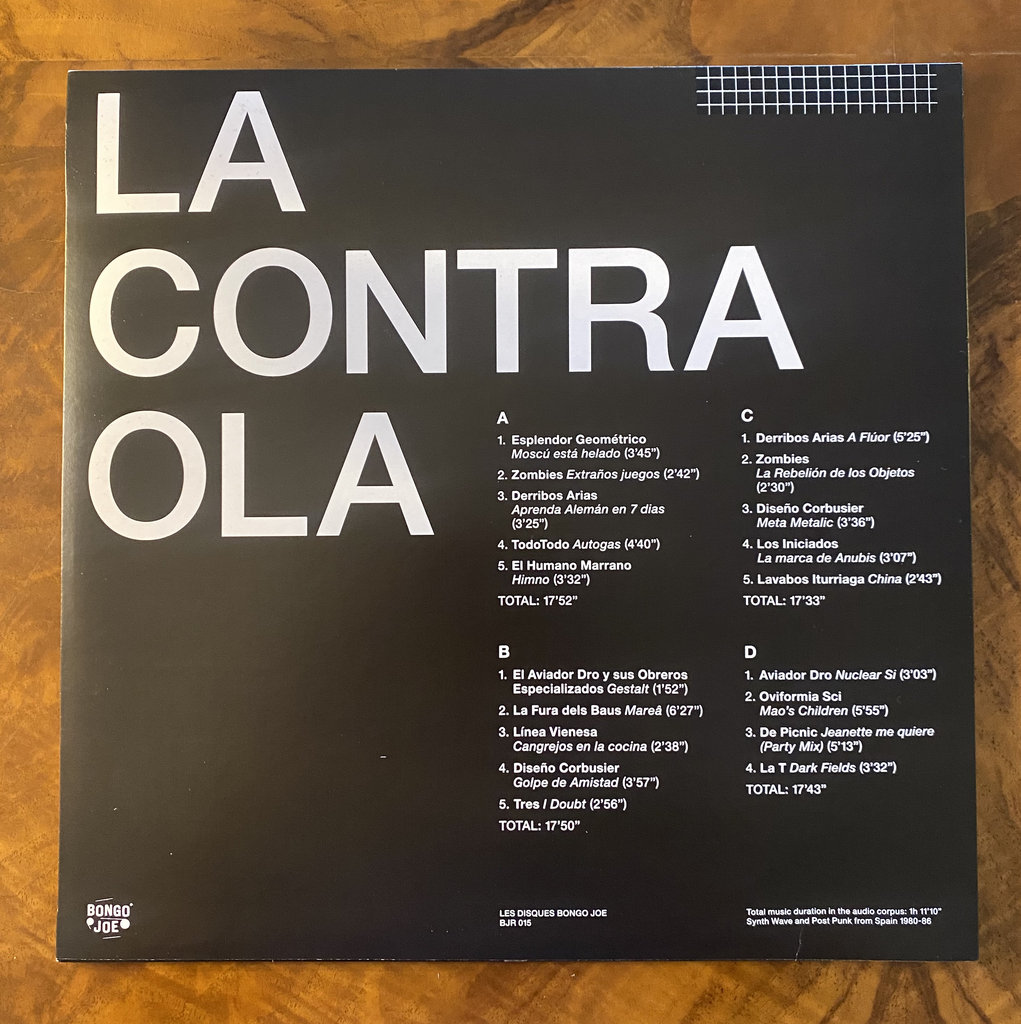 LA
CONTRA
OLA
A
1. Esplendor Geométrico
Moscú está helado (3’45”)
2. Zombies Extraños juegos (2’42”)
3. Derribos Arias
Aprenda Alemán en 7 dias
(3’25”)
4. TodoTodo Autogas (4’40”)
5. El Humano Marrano
Himno (3’32”)
TOTAL: 17’52”
B
1. El Aviador Dro y sus Obreros
Especializados Gestalt (1’52”)
2. La Fura dels Baus Mareâ (6’27”)
3. Línea Vienesa
Cangrejos en la cocina (2’38”)
4. Diseño Corbusier
Golpe de Amistad (3’57”)
5. Tres I Doubt (2’56”)
TOTAL: 17’50”
C
1. Derribos Arias A Flúor (5’25”)
2. Zombies
La Rebelión de los Objetos
(2’30”)
3. Diseño Corbusier
Meta Metalic (3’36”)
4. Los Iniciados
La marca de Anubis (3’07”)
5. Lavabos Iturriaga China (2’43”)
TOTAL: 17’33”
D
1. Aviador Dro Nuclear Si (3’03”)
2. Oviformia Sci
Mao’s Children (5’55”)
3. De Picnic Jeanette me quiere
(Party Mix) (5’13”)
4. La T Dark Fields (3’32”)
TOTAL: 17’43”
BONGO
JOE
LES DISQUES BONGO JOE
BJR 015
Total music duration in the audio corpus: 1h 11’10”
Synth Wave and Post Punk from Spain 1980-86